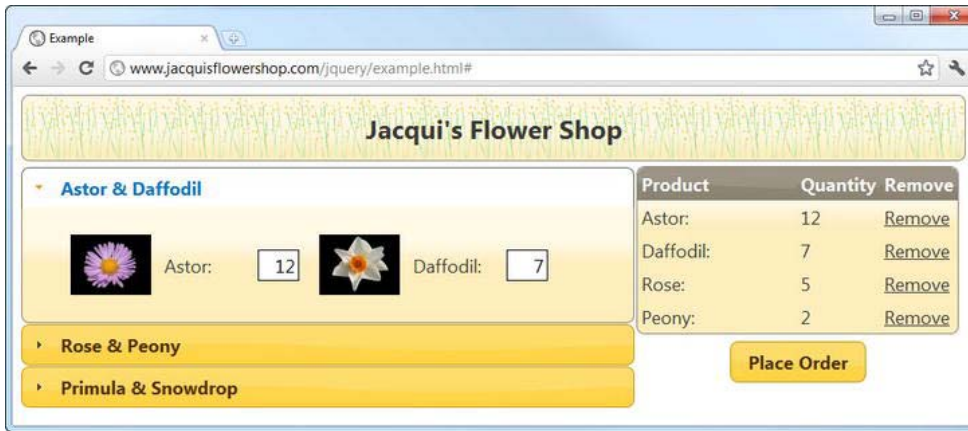 Example
www.jacquisflowershop.com/jquery/example.html#
Jacqui's Flower Shop
Astor & Daffodil
Astor: 12 Daffodil: 7
Rose & Peony
Primula & Snowdrop
Product Quantity Remove
Astor: 12 Remove
Daffodil: 7 Remove
Rose: 5 Remove
Peony: 2 Remove
Place Order